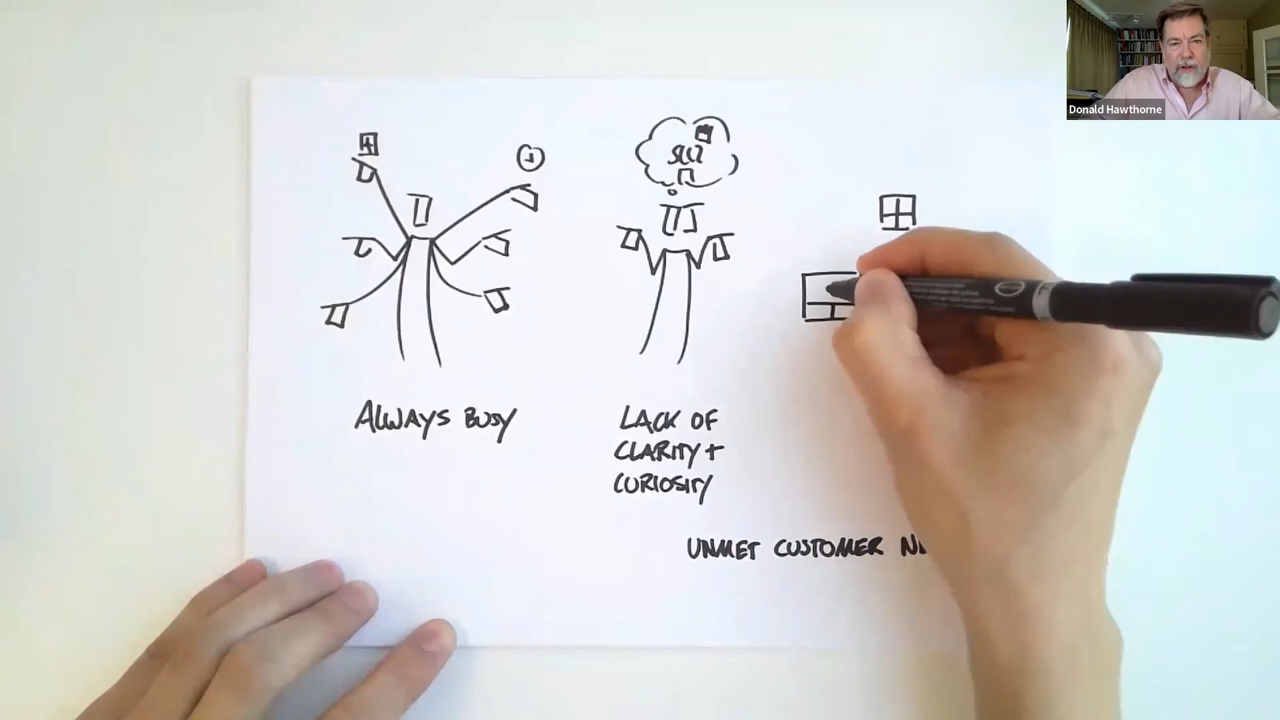 Donald Hawthorne
ALWAYS BUSY
LACK OF
CLARITY +
CURIOSITY
UNMET CUSTOMER